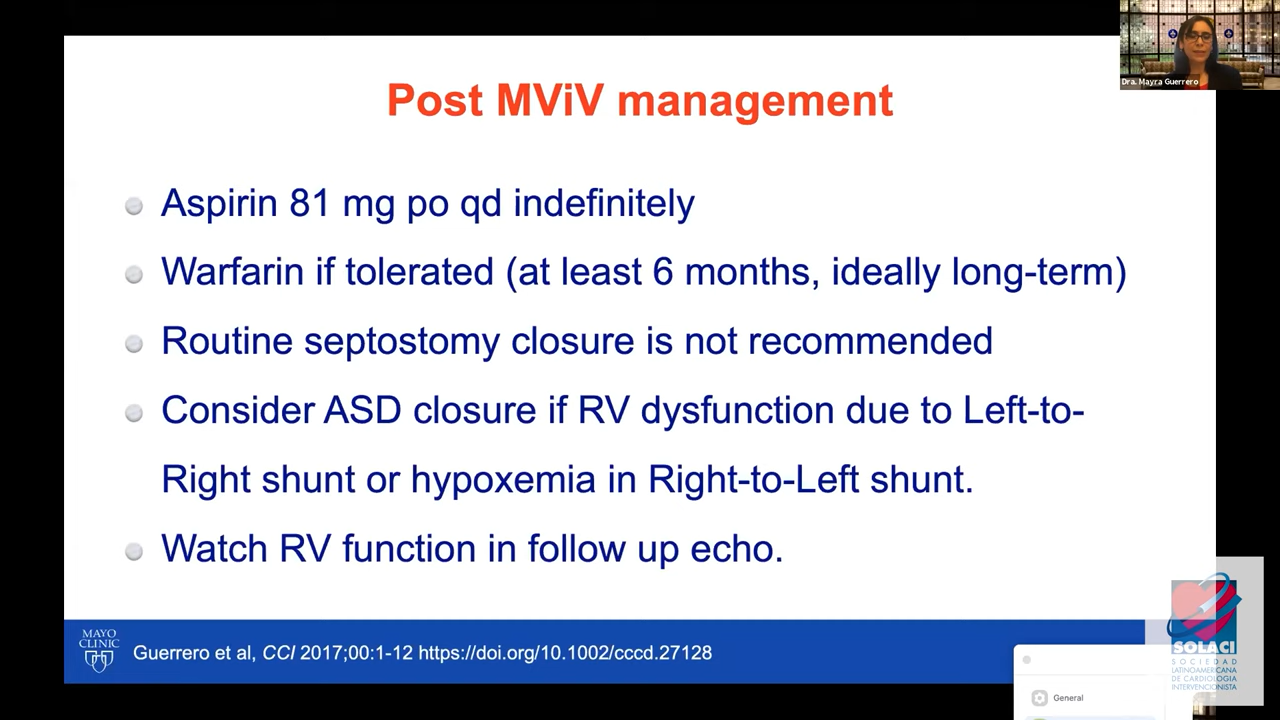 Dra. Mayra Guerrero
Post MViV management
Aspirin 81 mg po qd indefinitely
Warfarin if tolerated (at least 6 months, ideally long-term)
Routine septostomy closure is not recommended
Consider ASD closure if RV dysfunction due to Left-to-
Right shunt or hypoxemia in Right-to-Left shunt.
Watch RV function in follow up echo.
MAYO
CLINIC
Guerrero et al, CCI 2017;00:1-12 https://doi.org/10.1002/cccd.27128
General
SOLACI
SOCIEDAD
LATINOAMERICANA
DE CARDIOLOGIA
INTERVENCIONISTA